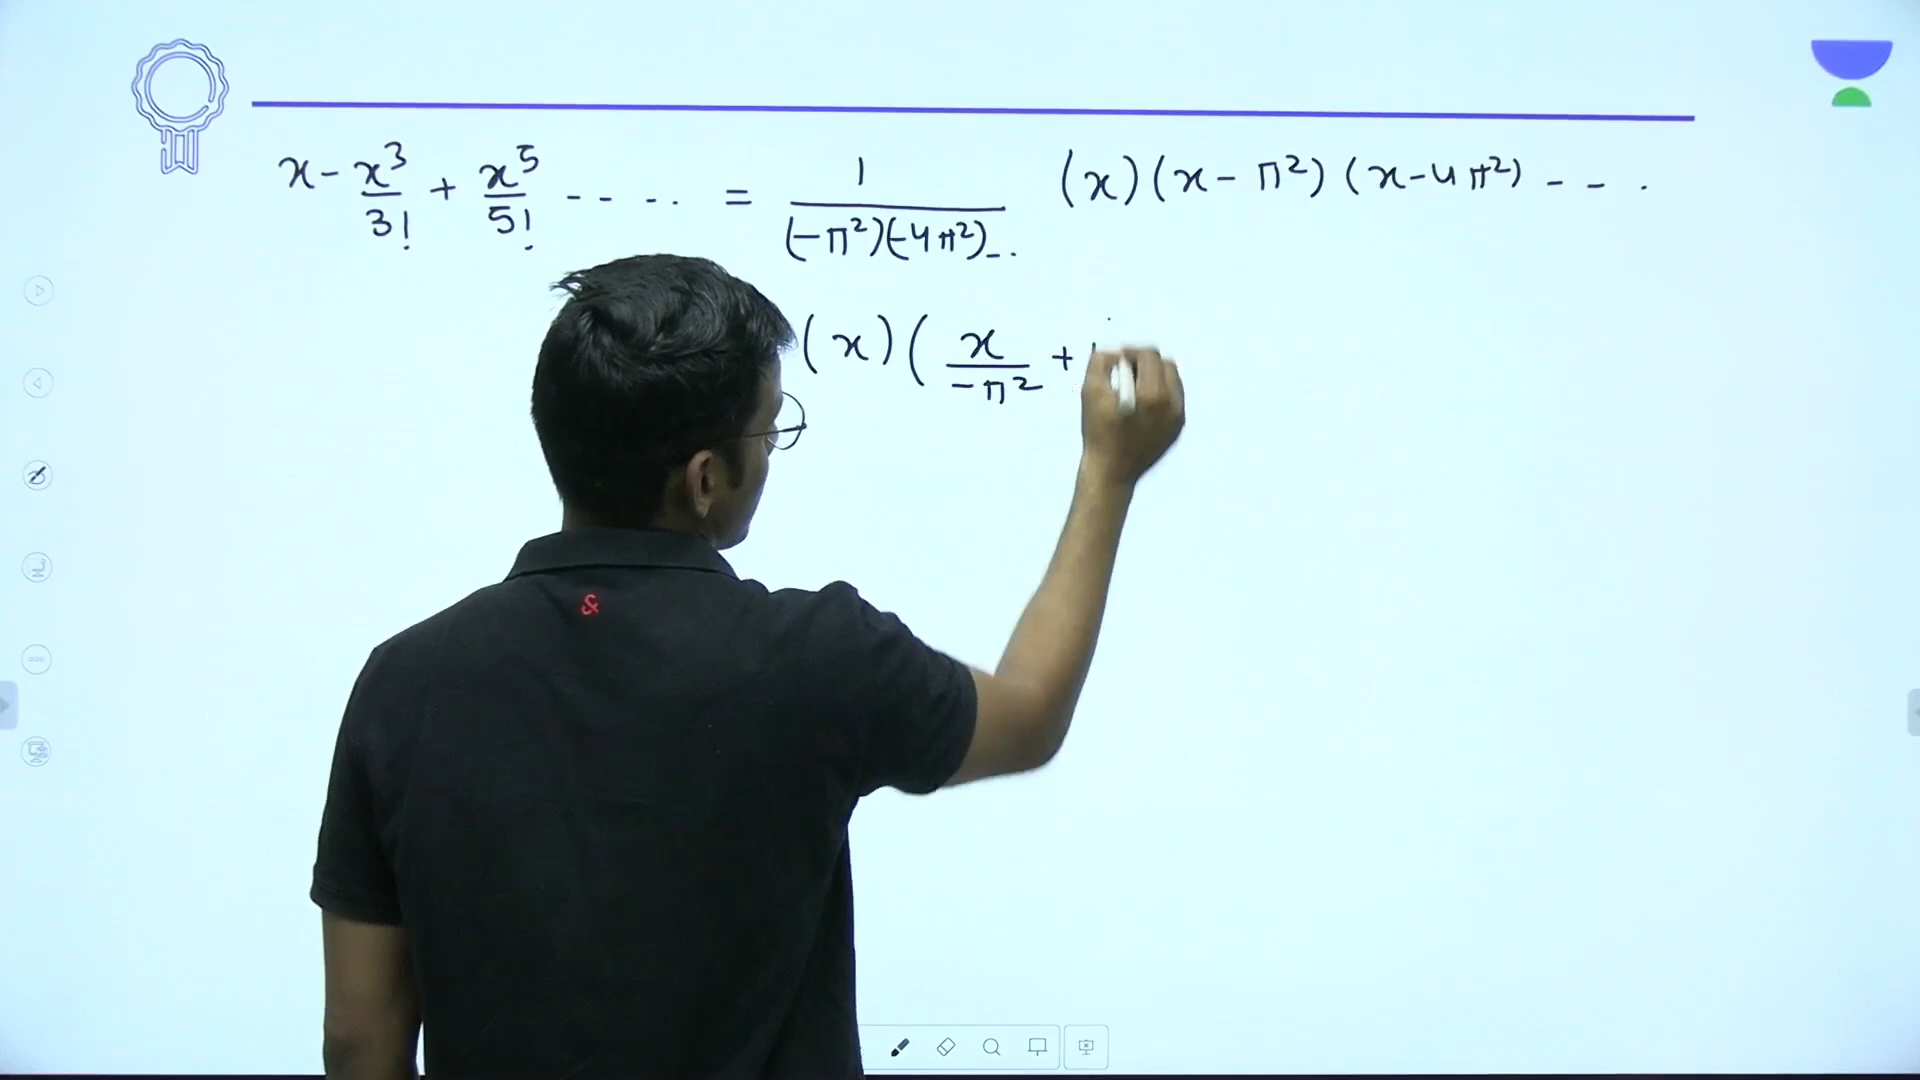 x - x³/3! + x⁵/5! - - - - . . = 1/(-π²)(-4π²)- . . (x)(x - π²)(x - 4π²) - - .
(x)(x/-π² +
&